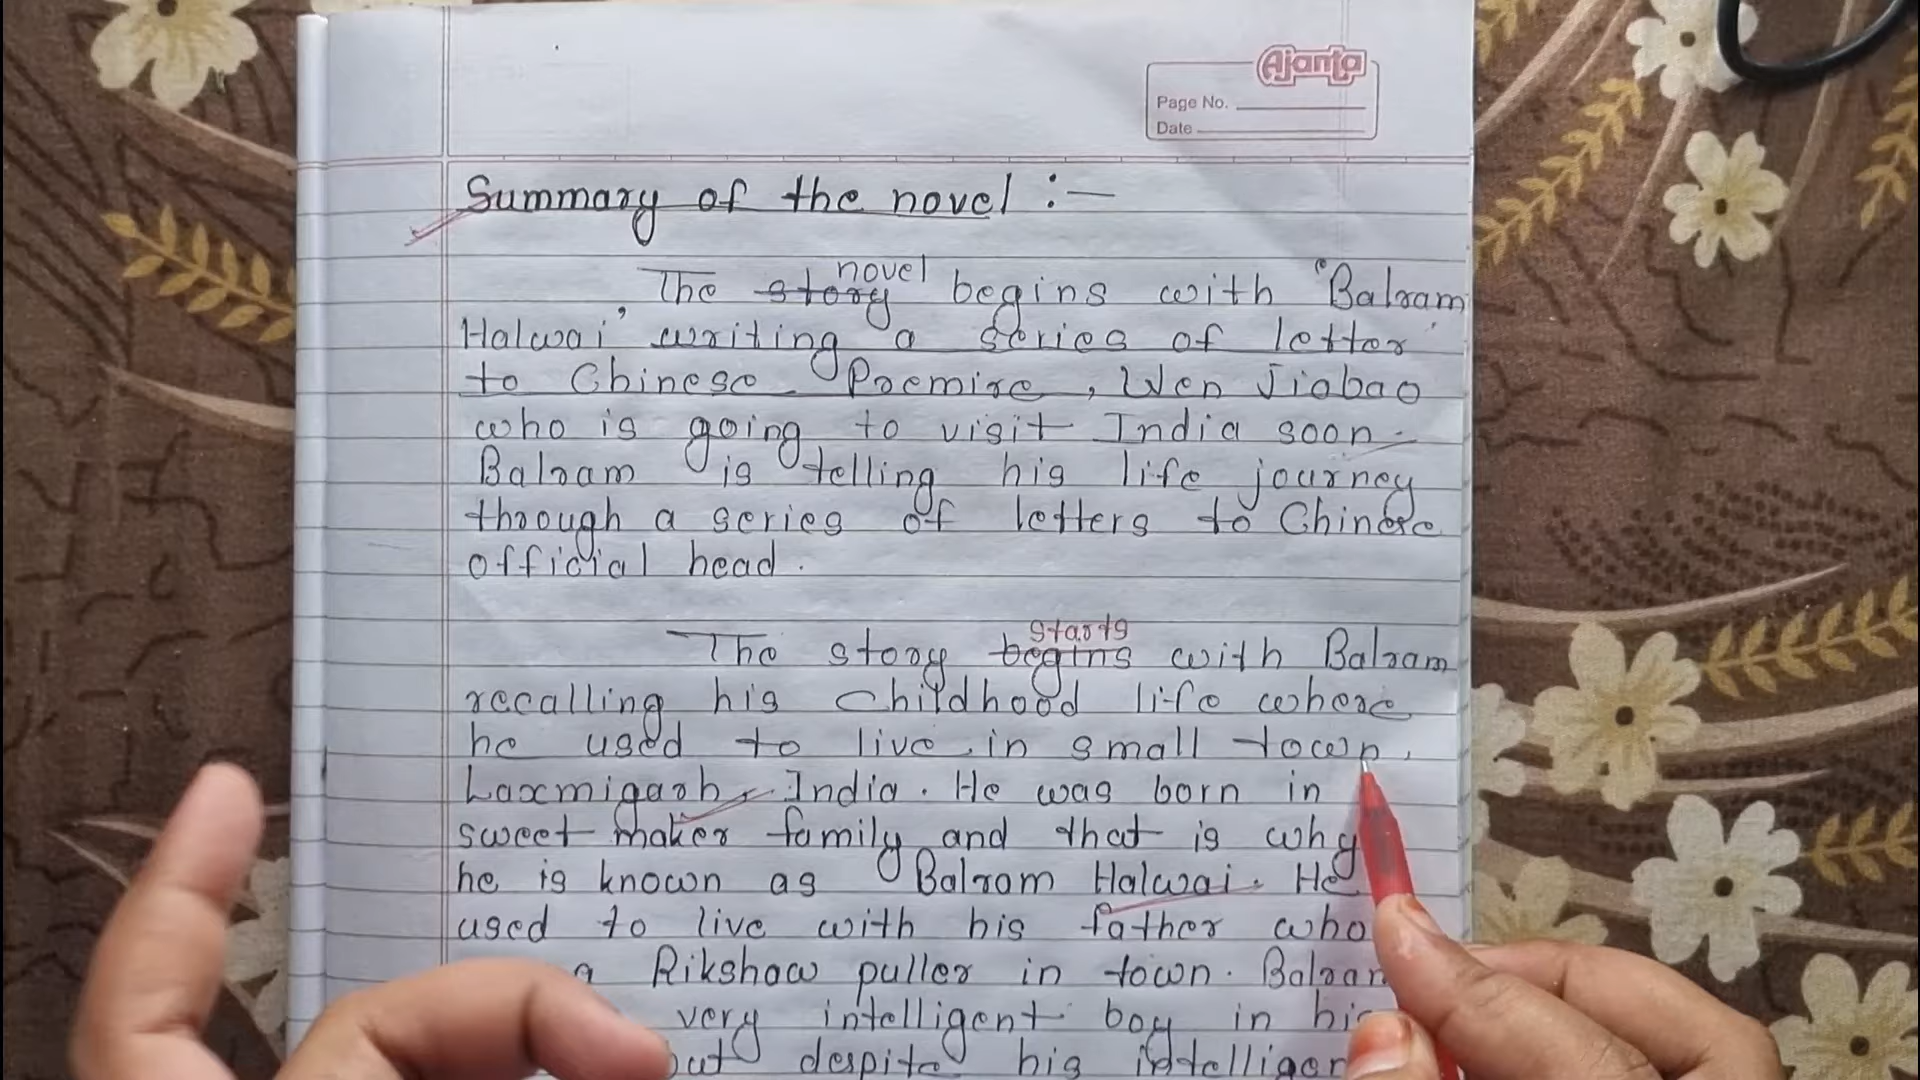 Ajanta
Page No.
Date
Summary of the novel :-
novel
The story begins with 'Balram
Halwai' writing a series of letter
to Chinese Premire, Wen Jiabao
who is going to visit India soon.
Balram is telling his life journey
through a series of letters to Chinese
official head.
starts
The story begins with Balram
recalling his Childhood life where
he used to live in small town,
Laxmigarh, India. He was born in
sweet maker family and that is why
he is known as Balram Halwai. He
used to live with his father who
a Rikshaw puller in town. Balram
very intelligent boy in his
but despite his